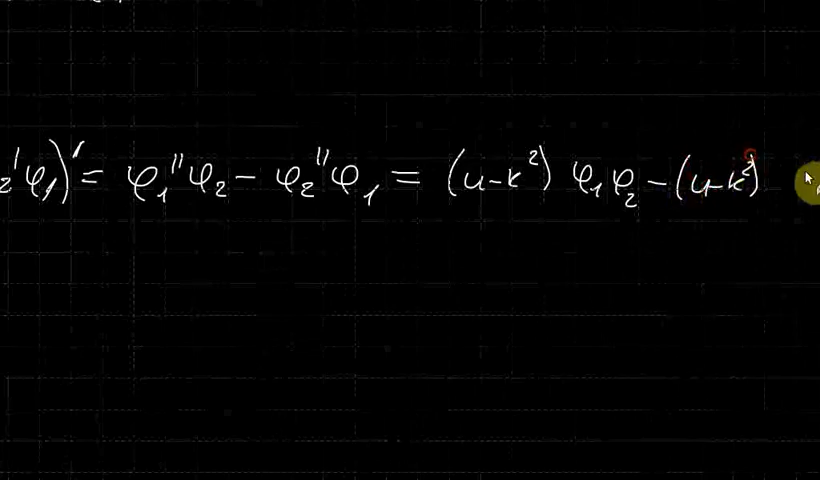 ₂'φ₁)' = φ₁''φ₂ − φ₂''φ₁ = (u−k²) φ₁φ₂ − (u−k²)